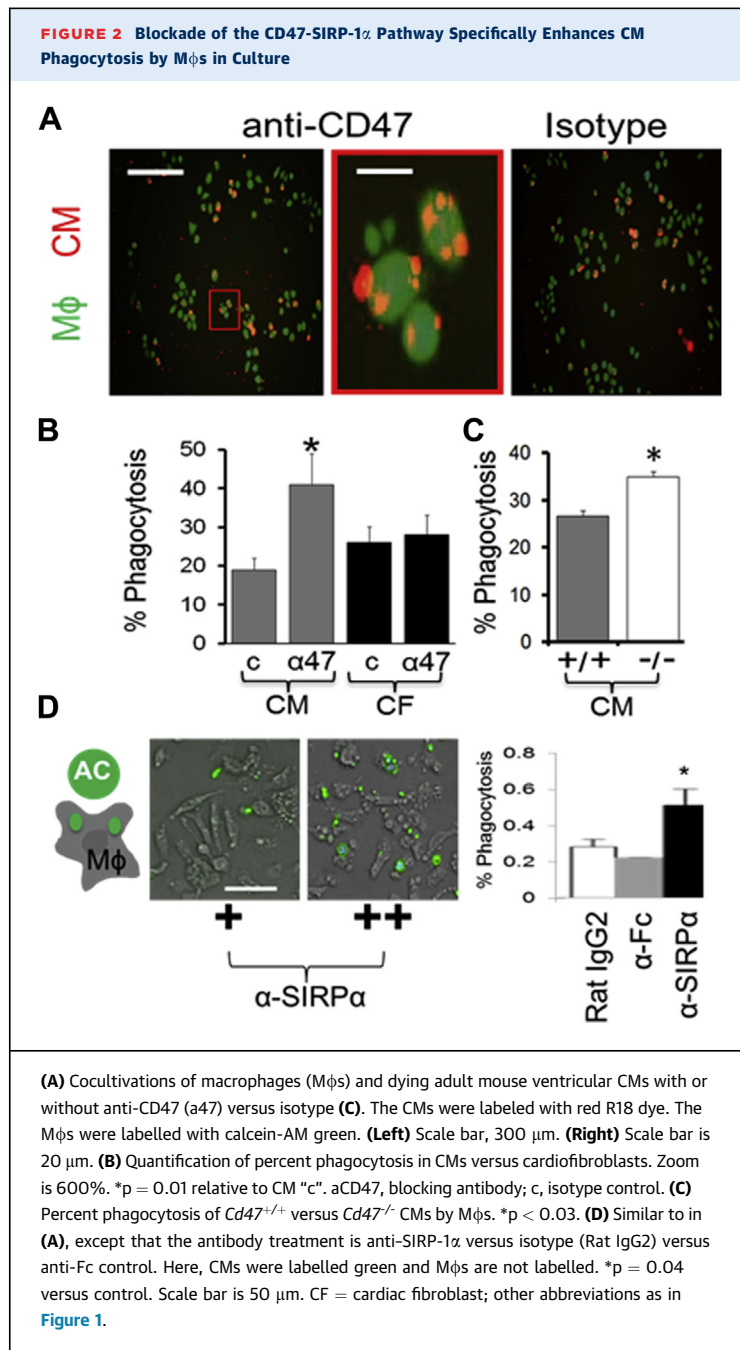 FIGURE 2 Blockade of the CD47-SIRP-1α Pathway Specifically Enhances CM
Phagocytosis by Mϕs in Culture
A
anti-CD47 Isotype
Mϕ CM
B
% Phagocytosis
50
40
30
20
10
0
*
c α47 c α47
CM CF
C
% Phagocytosis
40
30
20
10
0
*
+/+ -/-
CM
D
AC
Mϕ
+ ++
α-SIRPα
% Phagocytosis
0.8
0.6
0.4
0.2
0
*
Rat IgG2
α-Fc
α-SIRPα
(A) Cocultivations of macrophages (Mϕs) and dying adult mouse ventricular CMs with or
without anti-CD47 (a47) versus isotype (C). The CMs were labeled with red R18 dye. The
Mϕs were labelled with calcein-AM green. (Left) Scale bar, 300 μm. (Right) Scale bar is
20 μm. (B) Quantification of percent phagocytosis in CMs versus cardiofibroblasts. Zoom
is 600%. *p = 0.01 relative to CM "c". aCD47, blocking antibody; c, isotype control. (C)
Percent phagocytosis of Cd47+/+ versus Cd47-/- CMs by Mϕs. *p < 0.03. (D) Similar to in
(A), except that the antibody treatment is anti–SIRP-1α versus isotype (Rat IgG2) versus
anti-Fc control. Here, CMs were labelled green and Mϕs are not labelled. *p = 0.04
versus control. Scale bar is 50 μm. CF = cardiac fibroblast; other abbreviations as in
Figure 1.